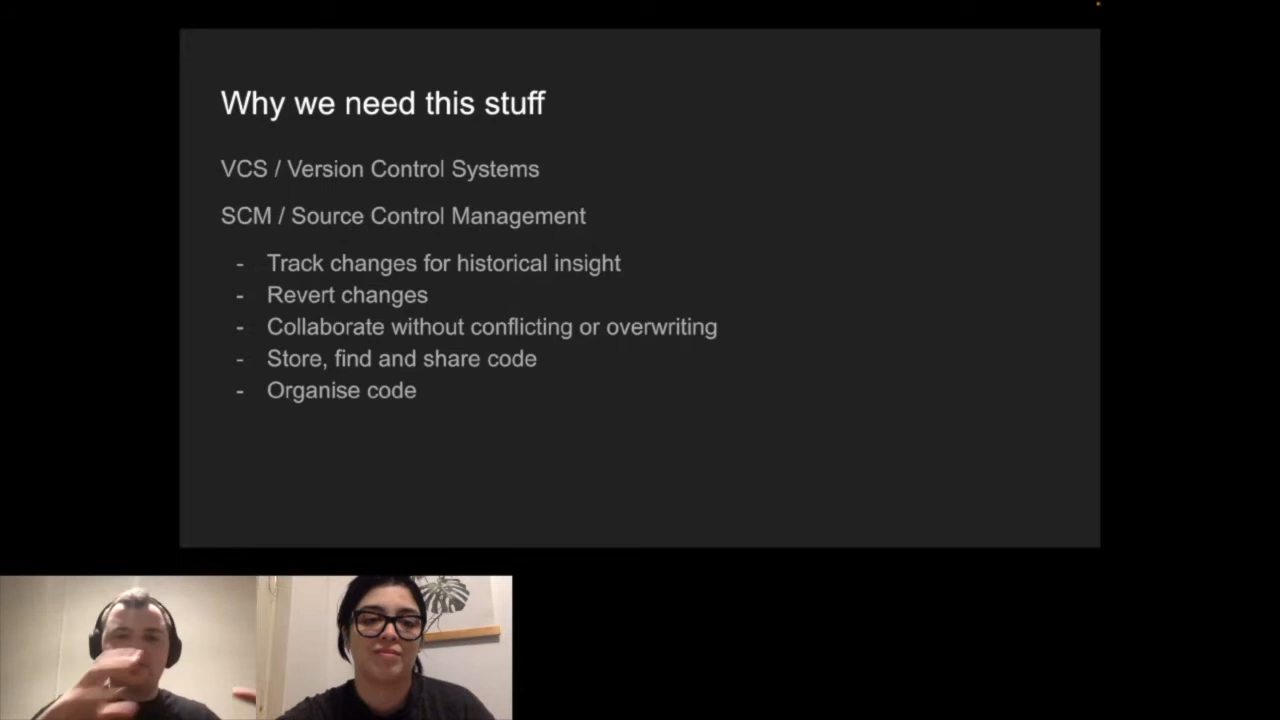 Why we need this stuff
VCS / Version Control Systems
SCM / Source Control Management
- Track changes for historical insight
- Revert changes
- Collaborate without conflicting or overwriting
- Store, find and share code
- Organise code